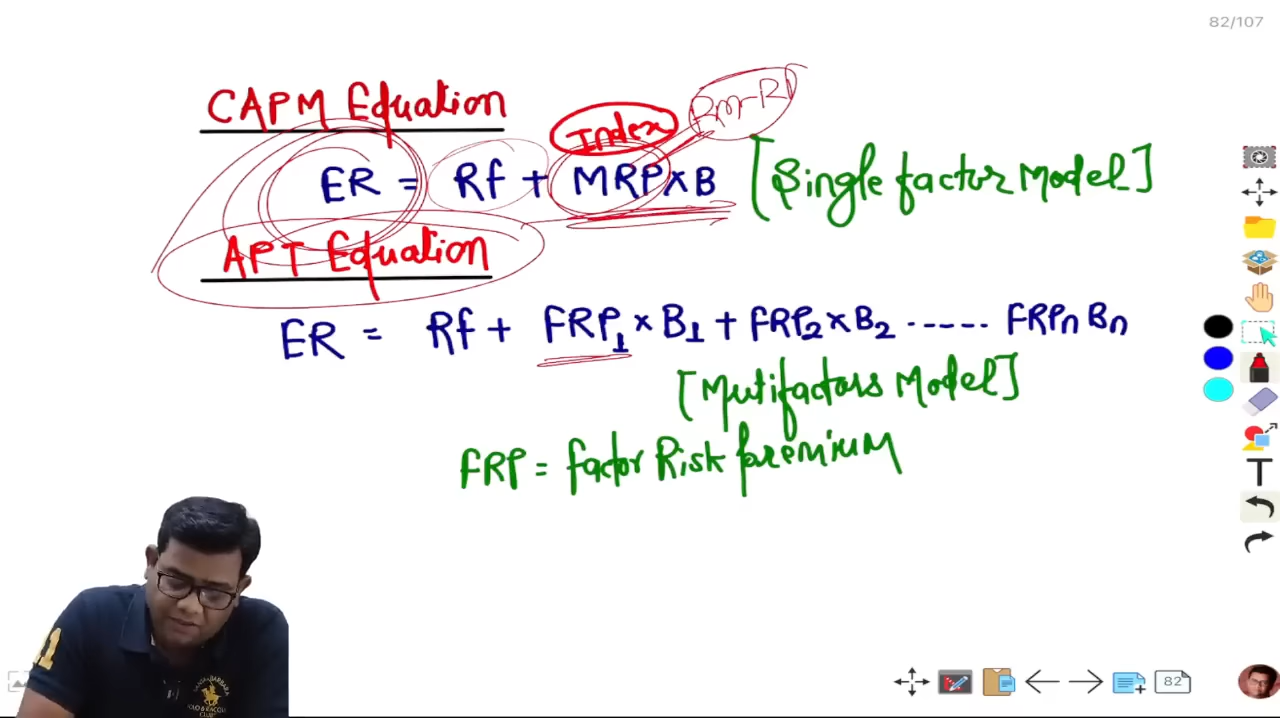 82/107
CAPM Equation
Index
Rm-Rf
ER = Rf + MRP×B [Single factor Model]
APT Equation
ER = Rf + FRP1 × B1 + FRP2 × B2 ...... FRPn Bn
[Mutifactors Model]
FRP = factor Risk premium
T
82